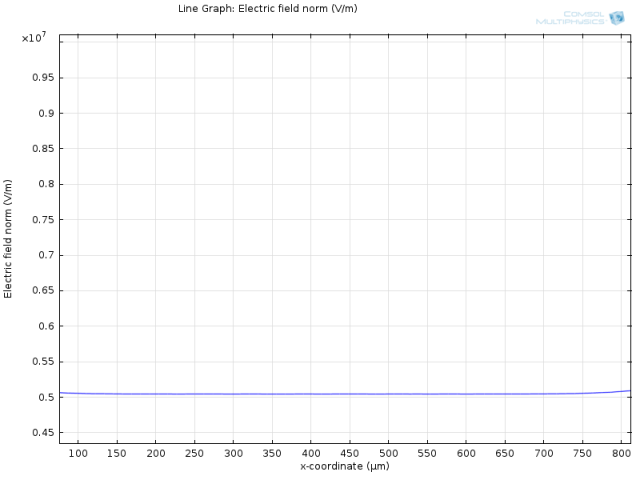 Line Graph: Electric field norm (V/m)
COMSOL
MULTIPHYSICS
×10⁷
0.95
0.9
0.85
0.8
0.75
0.7
0.65
0.6
0.55
0.5
0.45
Electric field norm (V/m)
100 150 200 250 300 350 400 450 500 550 600 650 700 750 800
x-coordinate (µm)